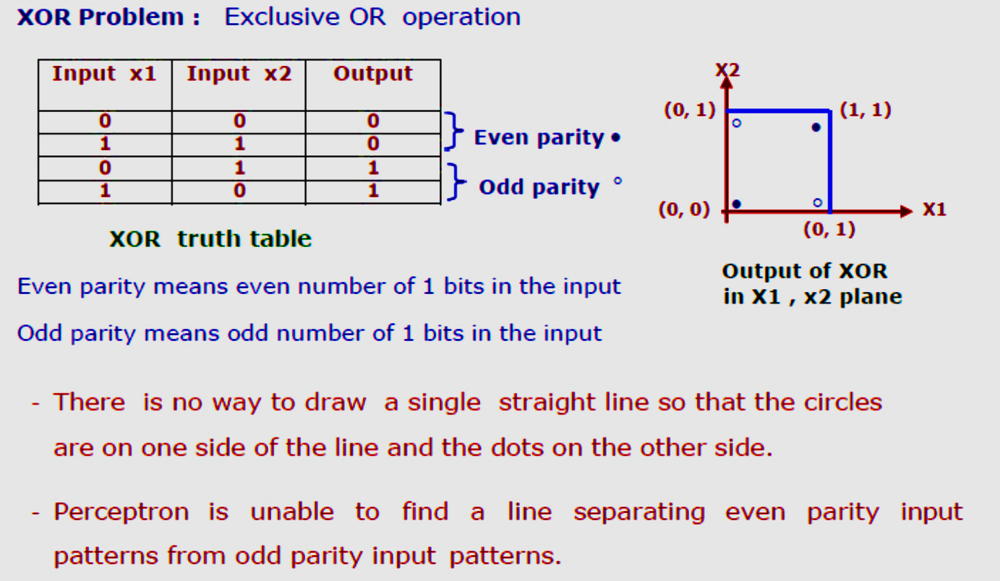 XOR Problem : Exclusive OR operation
Input x1 Input x2 Output
0 0 0
1 1 0
0 1 1
1 0 1
Even parity •
Odd parity °
XOR truth table
X2
(0, 1)
(1, 1)
(0, 0)
X1
(0, 1)
Output of XOR
in X1 , x2 plane
Even parity means even number of 1 bits in the input
Odd parity means odd number of 1 bits in the input
- There is no way to draw a single straight line so that the circles
are on one side of the line and the dots on the other side.
- Perceptron is unable to find a line separating even parity input
patterns from odd parity input patterns.